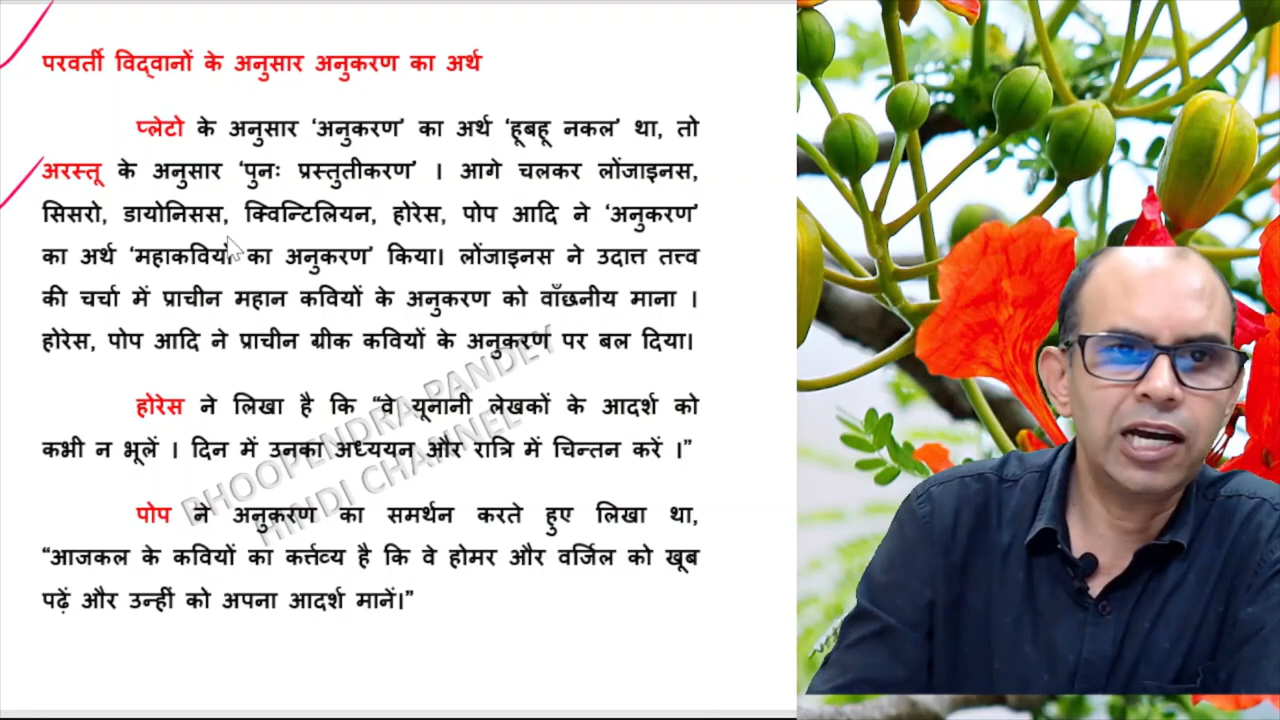 परवर्ती विद्वानों के अनुसार अनुकरण का अर्थ
प्लेटो के अनुसार ‘अनुकरण’ का अर्थ ‘हूबहू नकल’ था, तो
अरस्तू के अनुसार ‘पुनः प्रस्तुतीकरण’ । आगे चलकर लोंजाइनस,
सिसरो, डायोनिसस, क्विन्टिलियन, होरेस, पोप आदि ने ‘अनुकरण’
का अर्थ ‘महाकवियों का अनुकरण’ किया। लोंजाइनस ने उदात्त तत्त्व
की चर्चा में प्राचीन महान कवियों के अनुकरण को वाँछनीय माना ।
होरेस, पोप आदि ने प्राचीन ग्रीक कवियों के अनुकरण पर बल दिया।
होरेस ने लिखा है कि “वे यूनानी लेखकों के आदर्श को
कभी न भूलें । दिन में उनका अध्ययन और रात्रि में चिन्तन करें ।”
पोप ने अनुकरण का समर्थन करते हुए लिखा था,
“आजकल के कवियों का कर्त्तव्य है कि वे होमर और वर्जिल को खूब
पढ़ें और उन्हीं को अपना आदर्श मानें।”
BHOOPENDRA PANDEY
HINDI CHANNEL